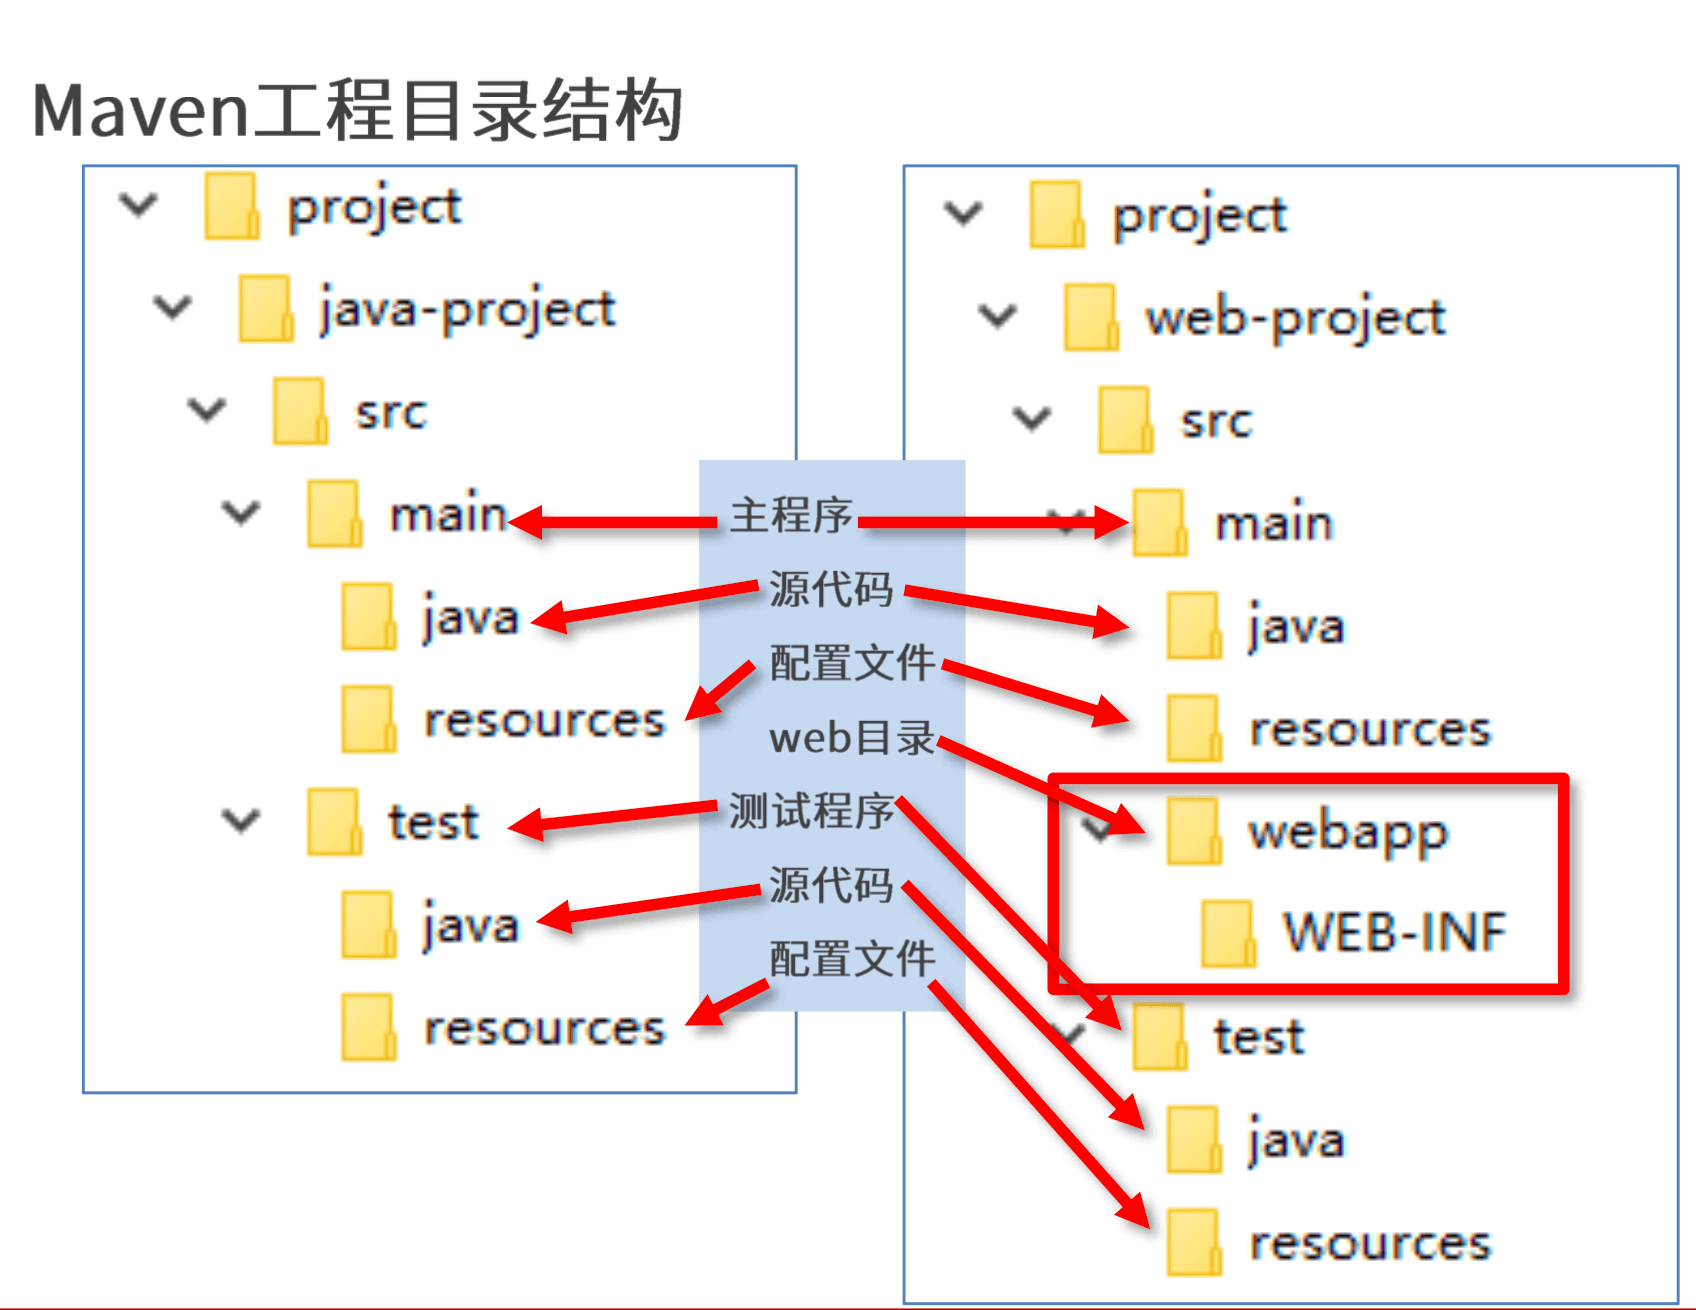 Maven工程目录结构
project
java-project
src
main
java
resources
test
java
resources
主程序
源代码
配置文件
web目录
测试程序
源代码
配置文件
project
web-project
src
main
java
resources
webapp
WEB-INF
test
java
resources